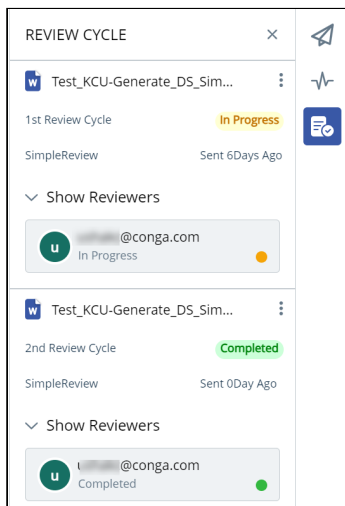 REVIEW CYCLE
Test_KCU-Generate_DS_Sim...
1st Review Cycle In Progress
SimpleReview Sent 6Days Ago
Show Reviewers
u @conga.com
In Progress
Test_KCU-Generate_DS_Sim...
2nd Review Cycle Completed
SimpleReview Sent 0Day Ago
Show Reviewers
u @conga.com
Completed